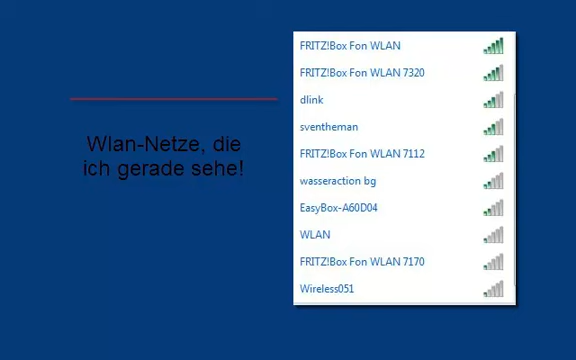 Wlan-Netze, die
ich gerade sehe!
FRITZ!Box Fon WLAN
FRITZ!Box Fon WLAN 7320
dlink
sventheman
FRITZ!Box Fon WLAN 7112
wasseraction bg
EasyBox-A60D04
WLAN
FRITZ!Box Fon WLAN 7170
Wireless051